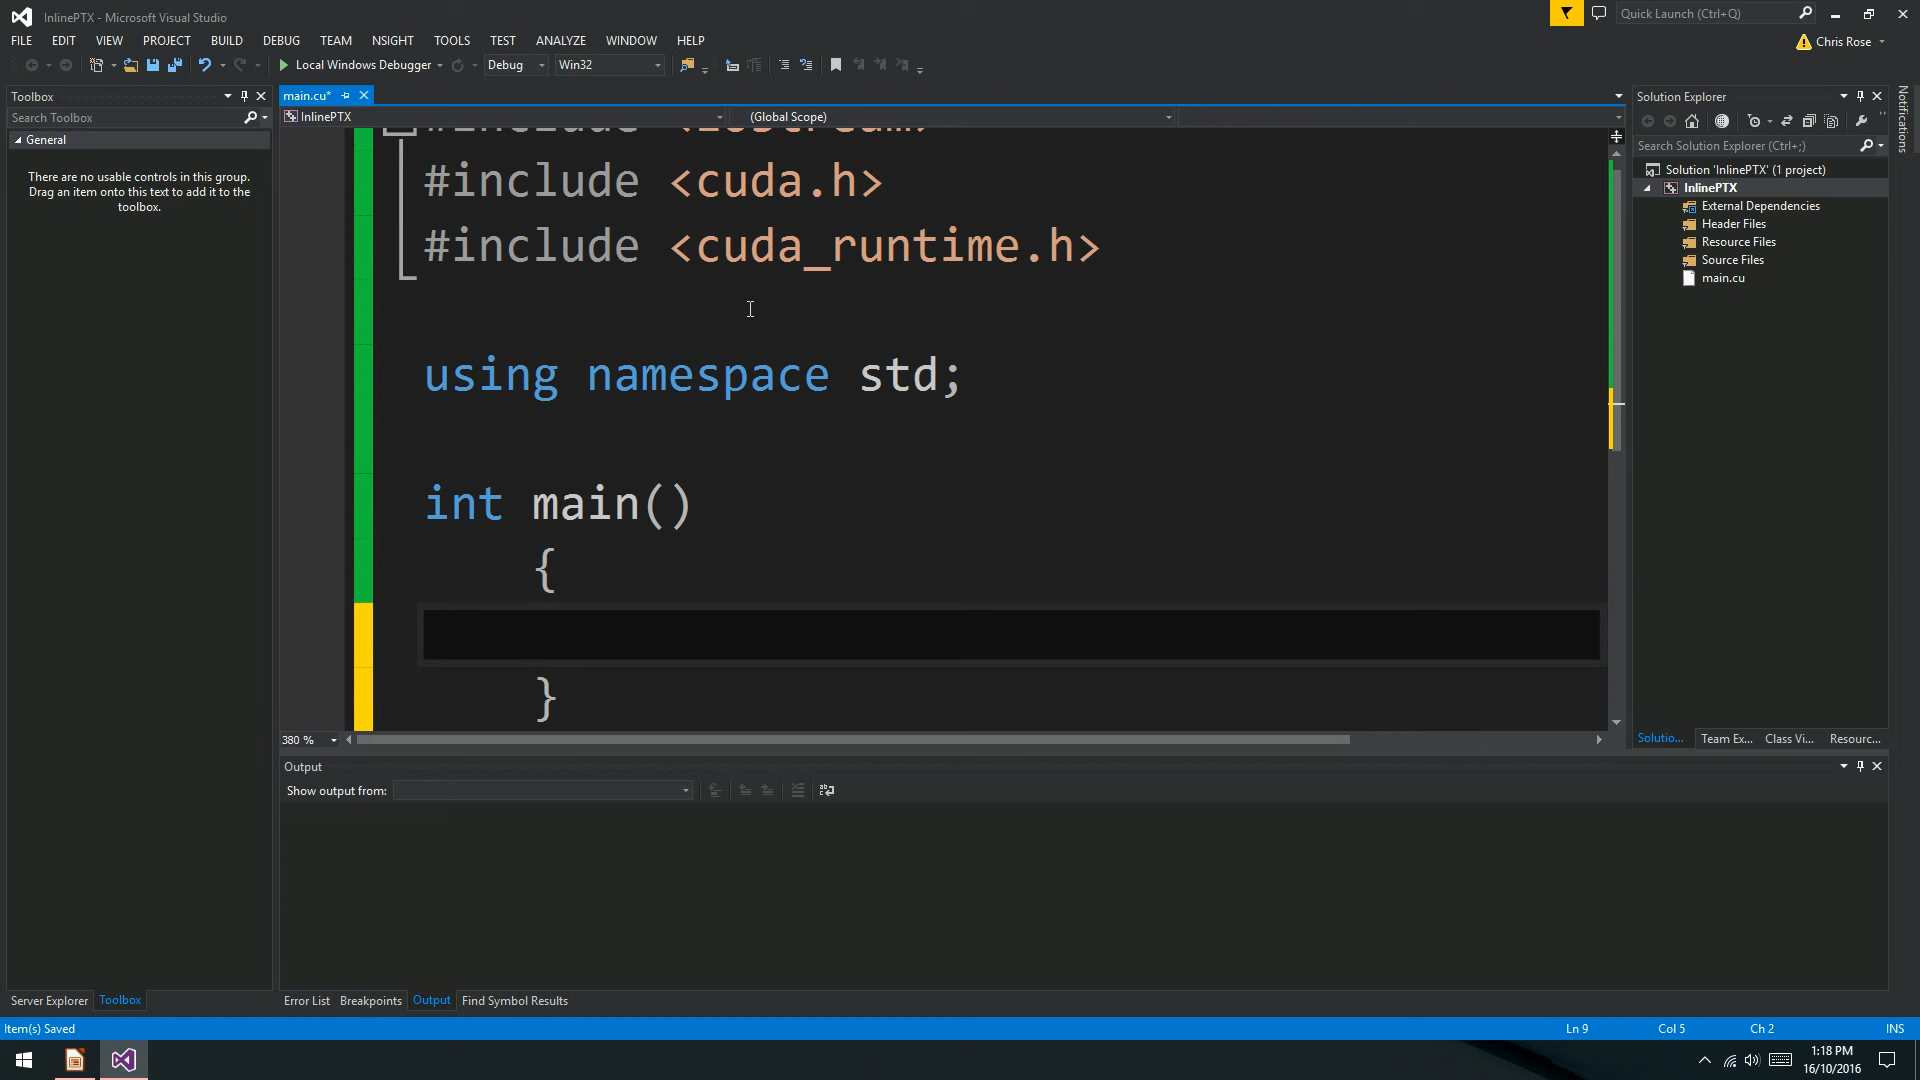 InlinePTX - Microsoft Visual Studio
Quick Launch (Ctrl+Q)
FILE EDIT VIEW PROJECT BUILD DEBUG TEAM NSIGHT TOOLS TEST ANALYZE WINDOW HELP
Chris Rose
Local Windows Debugger Debug Win32
Toolbox
Search Toolbox
General
There are no usable controls in this group.
Drag an item onto this text to add it to the
toolbox.
main.cu*
InlinePTX (Global Scope)
#include <iostream>
#include <cuda.h>
#include <cuda_runtime.h>
using namespace std;
int main()
{
}
380 %
Solution Explorer
Search Solution Explorer (Ctrl+;)
Solution 'InlinePTX' (1 project)
InlinePTX
External Dependencies
Header Files
Resource Files
Source Files
main.cu
Solutio... Team Ex... Class Vi... Resourc...
Notifications
Output
Show output from:
Server Explorer Toolbox
Error List Breakpoints Output Find Symbol Results
Item(s) Saved
Ln 9 Col 5 Ch 2 INS
1:18 PM
16/10/2016